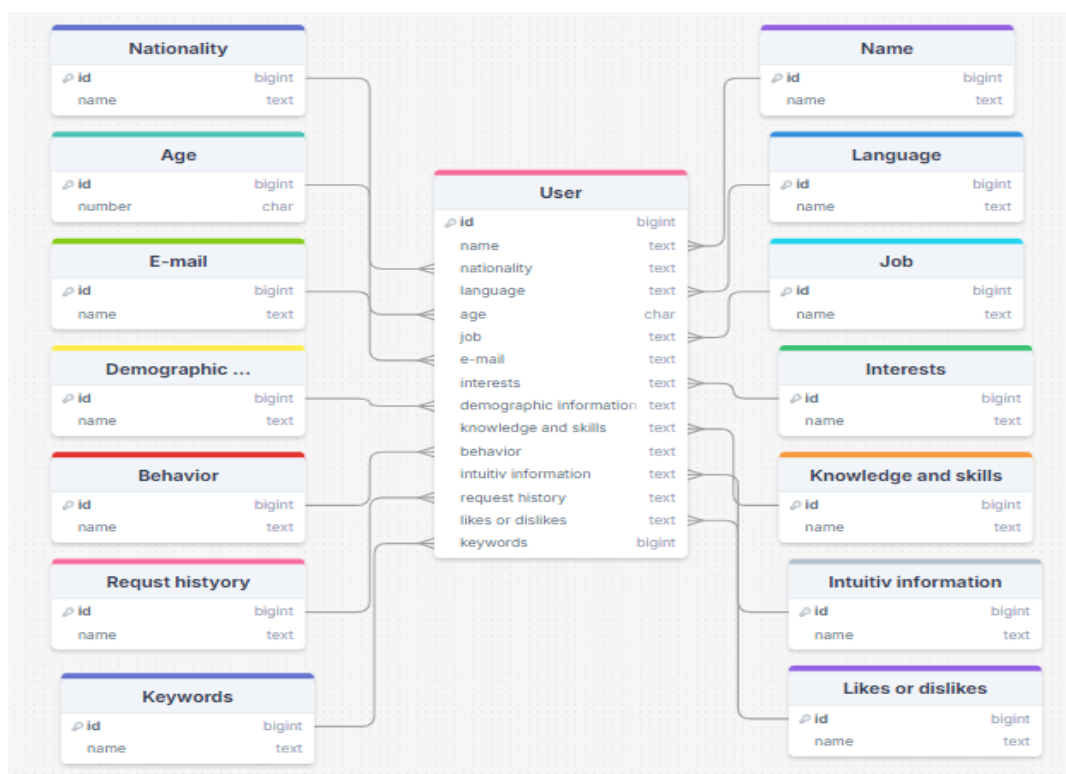 Nationality
id bigint
name text
Age
id bigint
number char
E-mail
id bigint
name text
Demographic ...
id bigint
name text
Behavior
id bigint
name text
Requst histyory
id bigint
name text
Keywords
id bigint
name text
User
id bigint
name text
nationality text
language text
age char
job text
e-mail text
interests text
demographic information text
knowledge and skills text
behavior text
intuitiv information text
request history text
likes or dislikes text
keywords bigint
Name
id bigint
name text
Language
id bigint
name text
Job
id bigint
name text
Interests
id bigint
name text
Knowledge and skills
id bigint
name text
Intuitiv information
id bigint
name text
Likes or dislikes
id bigint
name text